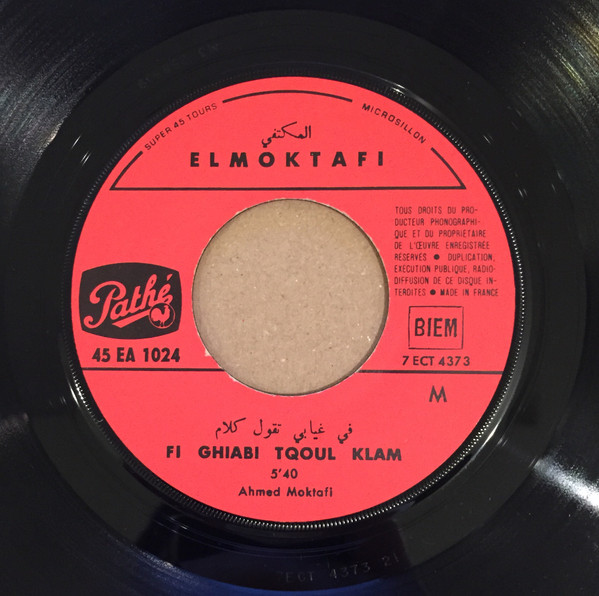 SUPER 45 TOURS
MICROSILLON
المكتفي
ELMOKTAFI
TOUS DROITS DU PRO-
DUCTEUR PHONOGRAPHI-
QUE ET DU PROPRIETAIRE
DE L'ŒUVRE ENREGISTRÉE
RÉSERVÉS ● DUPLICATION,
EXÉCUTION PUBLIQUE, RADIO-
DIFFUSION DE CE DISQUE IN-
TERDITES ● MADE IN FRANCE
Pathé
45 EA 1024
BIEM
7 ECT 4373
M
في غيابي تقول كلام
FI GHIABI TQOUL KLAM
5'40
Ahmed Moktafi
ECT 4373 21